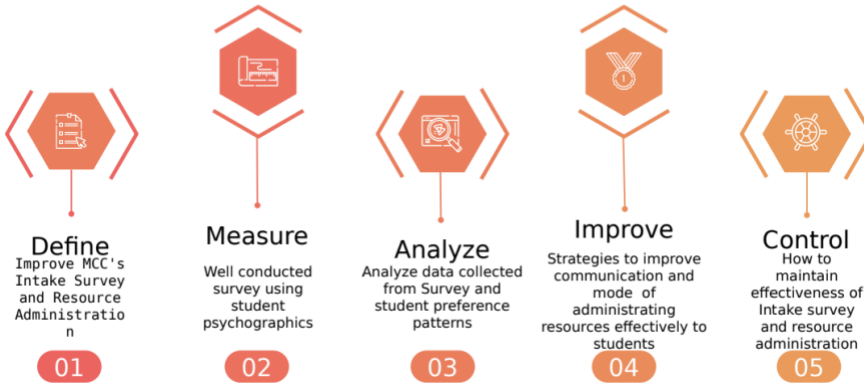 Define
Improve MCC's
Intake Survey
and Resource
Administratio
n
01
Measure
Well conducted
survey using
student
psychographics
02
Analyze
Analyze data collected
from Survey and
student preference
patterns
03
1
Improve
Strategies to improve
communication and
mode of
administrating
resources effectively to
students
04
Control
How to
maintain
effectiveness of
Intake survey
and resource
administration
05